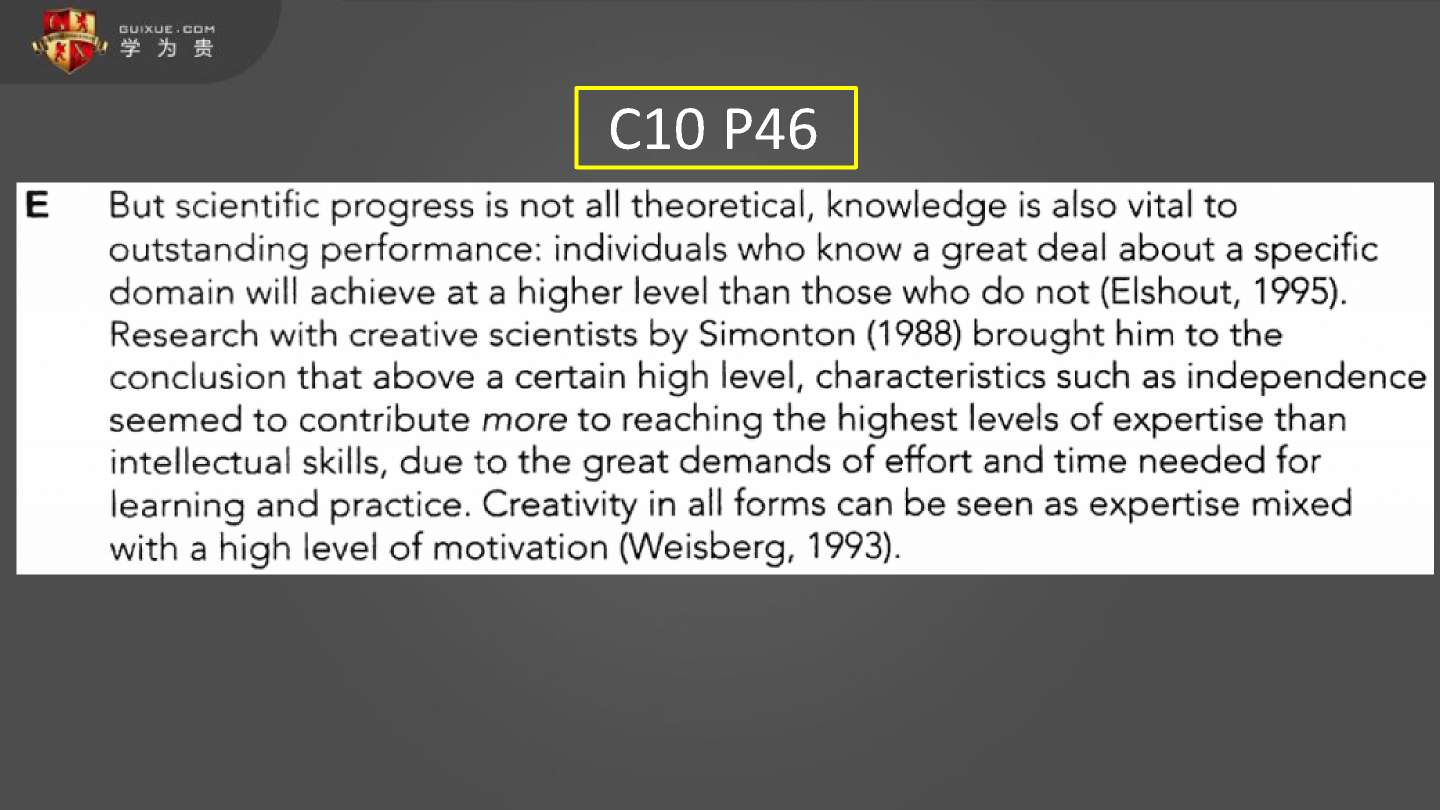 GUIXUE.COM
学为贵
C10 P46
E But scientific progress is not all theoretical, knowledge is also vital to
outstanding performance: individuals who know a great deal about a specific
domain will achieve at a higher level than those who do not (Elshout, 1995).
Research with creative scientists by Simonton (1988) brought him to the
conclusion that above a certain high level, characteristics such as independence
seemed to contribute more to reaching the highest levels of expertise than
intellectual skills, due to the great demands of effort and time needed for
learning and practice. Creativity in all forms can be seen as expertise mixed
with a high level of motivation (Weisberg, 1993).